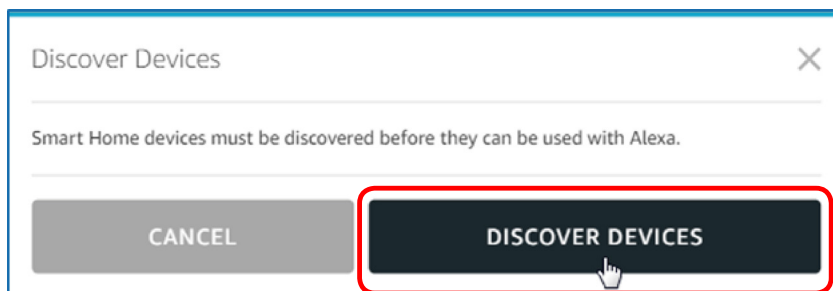 Discover Devices
Smart Home devices must be discovered before they can be used with Alexa.
CANCEL
DISCOVER DEVICES